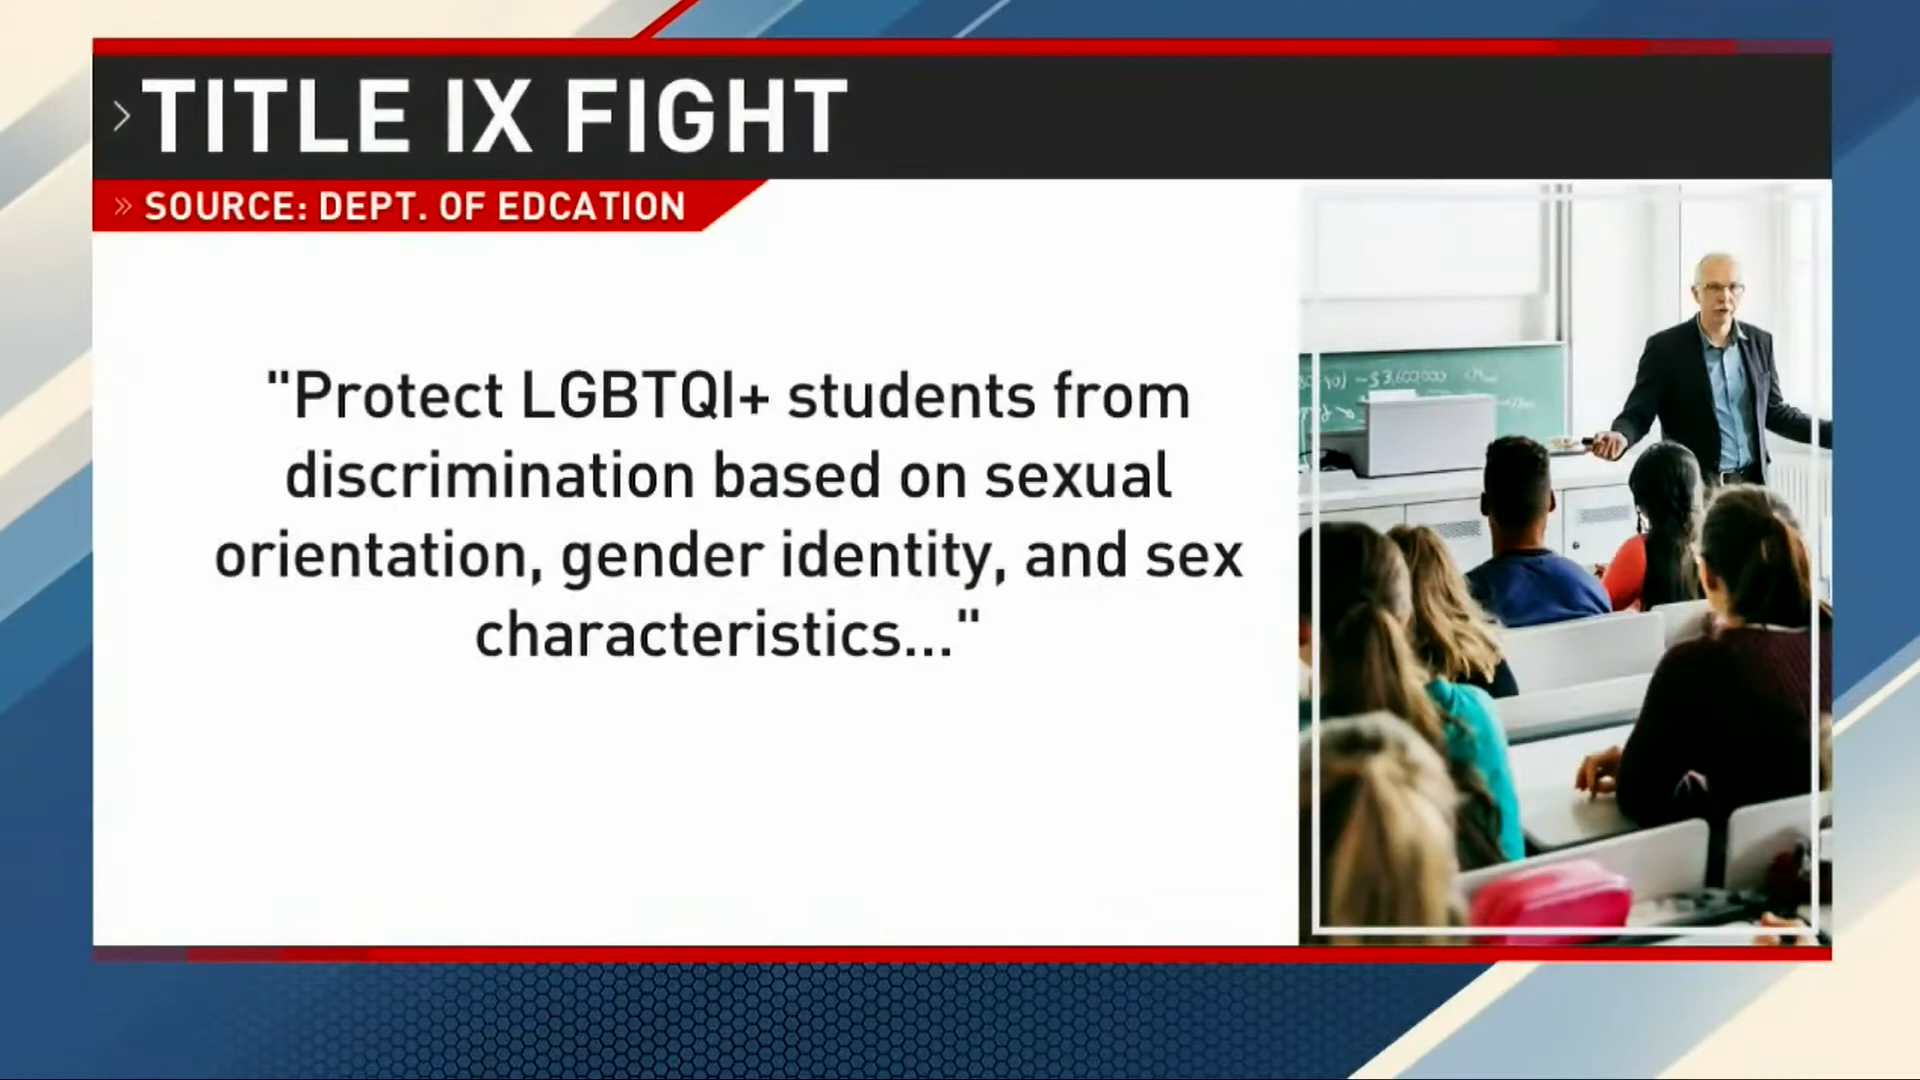 TITLE IX FIGHT
SOURCE: DEPT. OF EDCATION
"Protect LGBTQI+ students from
discrimination based on sexual
orientation, gender identity, and sex
characteristics..."